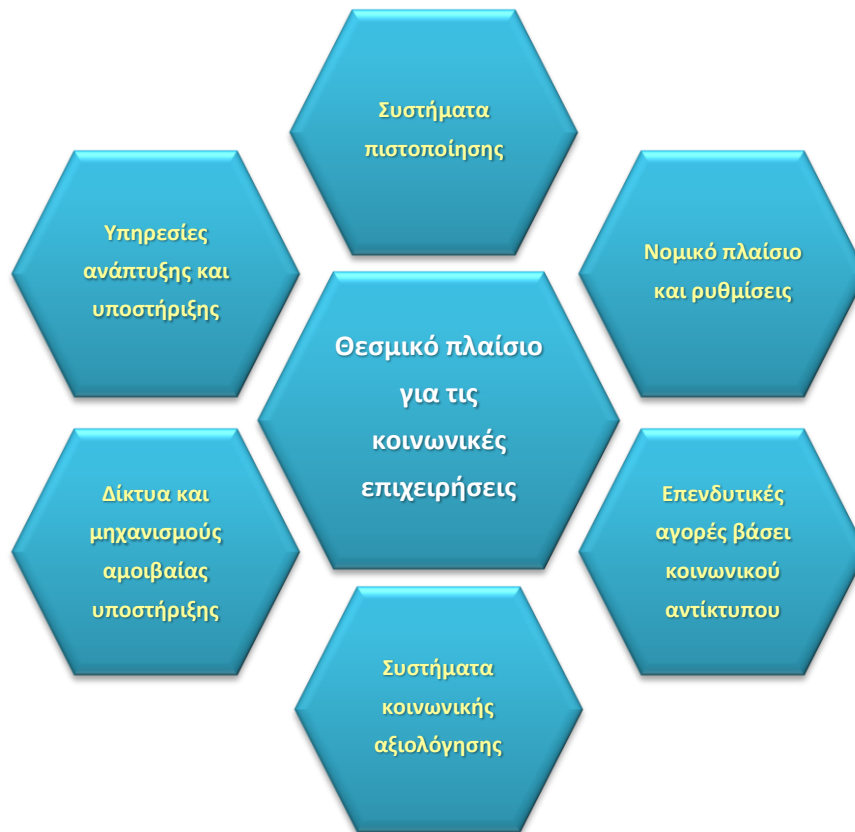 Συστήματα
πιστοποίησης
Υπηρεσίες
ανάπτυξης και
υποστήριξης
Νομικό πλαίσιο
και ρυθμίσεις
Θεσμικό πλαίσιο
για τις
κοινωνικές
επιχειρήσεις
Δίκτυα και
μηχανισμούς
αμοιβαίας
υποστήριξης
Επενδυτικές
αγορές βάσει
κοινωνικού
αντίκτυπου
Συστήματα
κοινωνικής
αξιολόγησης